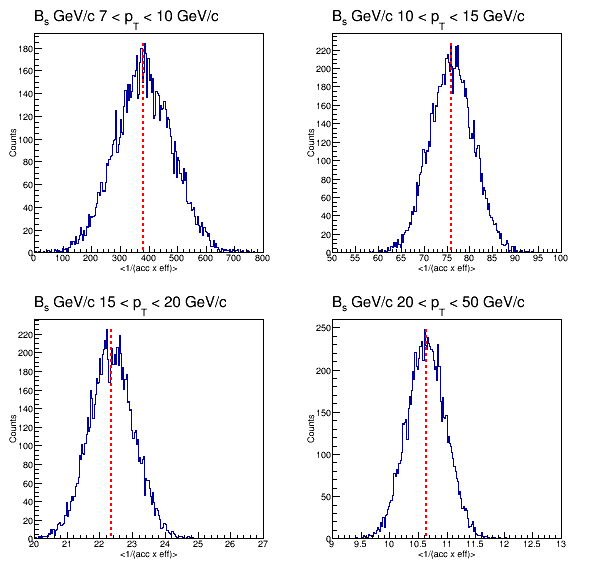 B_s GeV/c 7 < p_T < 10 GeV/c
Counts
180
160
140
120
100
80
60
40
20
0
0 100 200 300 400 500 600 700 800
<1/(acc x eff)>
B_s GeV/c 10 < p_T < 15 GeV/c
Counts
220
200
180
160
140
120
100
80
60
40
20
0
50 55 60 65 70 75 80 85 90 95 100
<1/(acc x eff)>
B_s GeV/c 15 < p_T < 20 GeV/c
Counts
220
200
180
160
140
120
100
80
60
40
20
0
20 21 22 23 24 25 26 27
<1/(acc x eff)>
B_s GeV/c 20 < p_T < 50 GeV/c
Counts
250
200
150
100
50
0
9 9.5 10 10.5 11 11.5 12 12.5 13
<1/(acc x eff)>